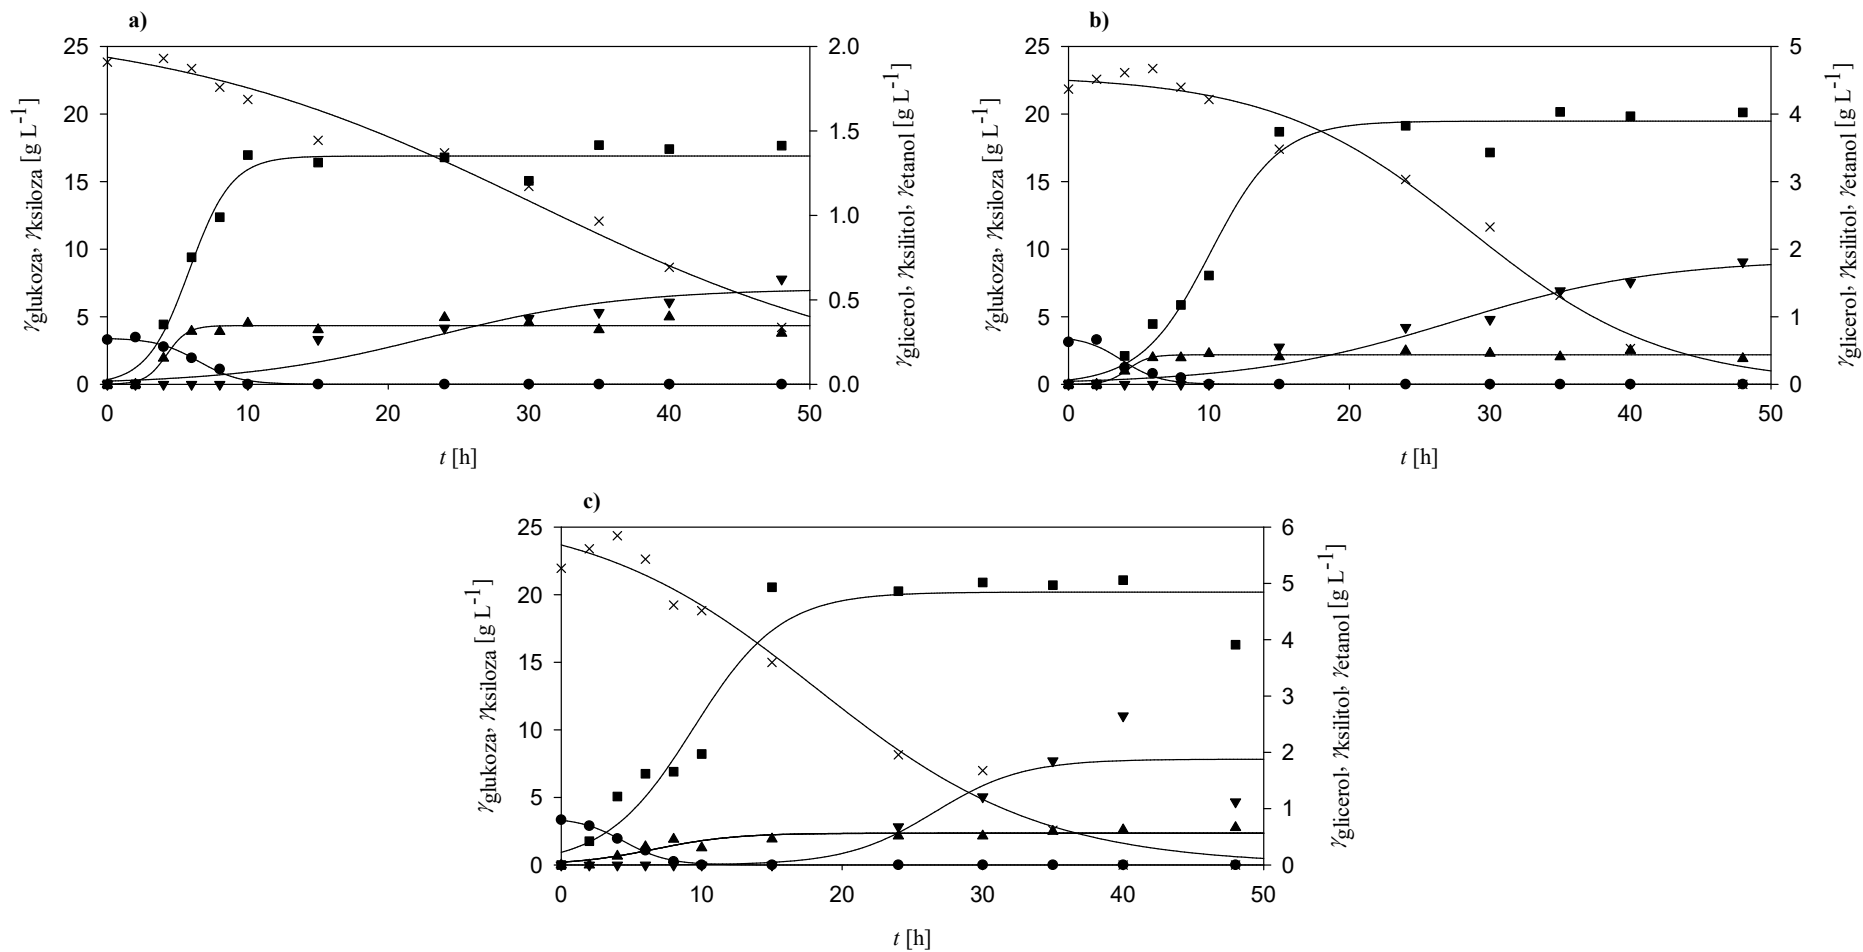 a)
25
20
15
10
5
0
2.0
1.5
1.0
0.5
0.0
0 10 20 30 40 50
γglukoza, γksiloza [g L-1]
γglicerol, γksilitol, γetanol [g L-1]
t [h]
b)
25
20
15
10
5
0
5
4
3
2
1
0
0 10 20 30 40 50
γglukoza, γksiloza [g L-1]
γglicerol, γksilitol, γetanol [g L-1]
t [h]
c)
25
20
15
10
5
0
6
5
4
3
2
1
0
0 10 20 30 40 50
γglukoza, γksiloza [g L-1]
γglicerol, γksilitol, γetanol [g L-1]
t [h]